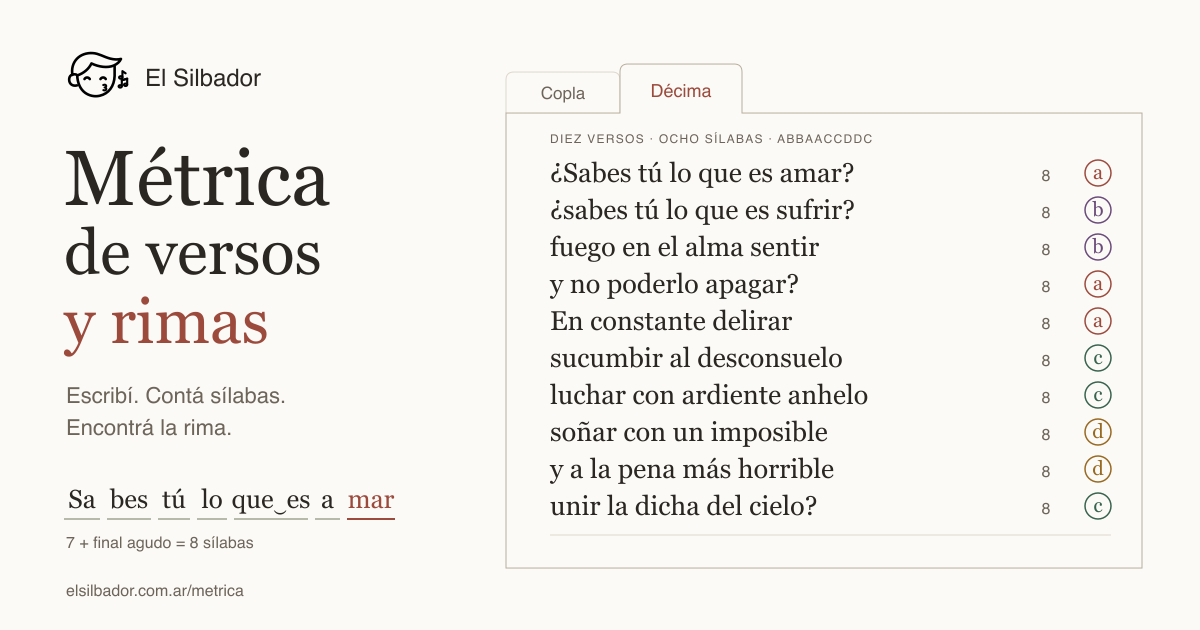 El Silbador
Métrica
de versos
y rimas
Escribí. Contá sílabas.
Encontrá la rima.
Sa bes tú lo que‿es a mar
7 + final agudo = 8 sílabas
elsilbador.com.ar/metrica
Copla
Décima
DIEZ VERSOS · OCHO SÍLABAS · ABBAACCDDC
¿Sabes tú lo que es amar? 8 a
¿sabes tú lo que es sufrir? 8 b
fuego en el alma sentir 8 b
y no poderlo apagar? 8 a
En constante delirar 8 a
sucumbir al desconsuelo 8 c
luchar con ardiente anhelo 8 c
soñar con un imposible 8 d
y a la pena más horrible 8 d
unir la dicha del cielo? 8 c